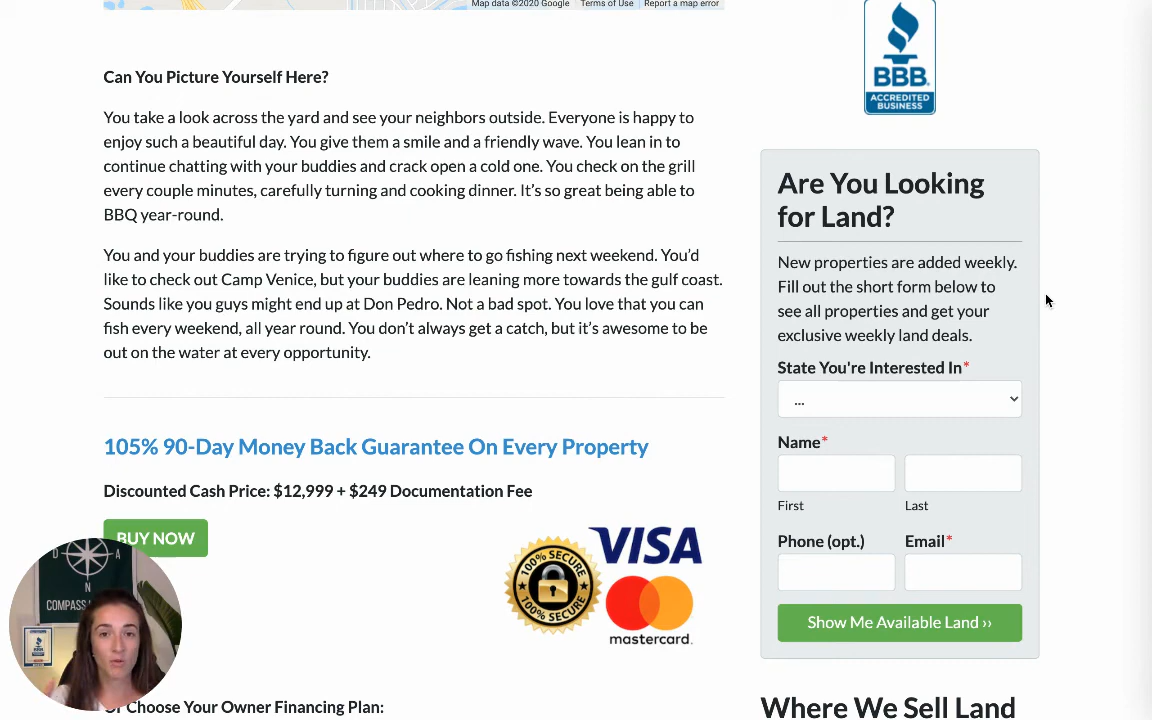 Map data ©2020 Google Terms of Use Report a map error
Can You Picture Yourself Here?
You take a look across the yard and see your neighbors outside. Everyone is happy to
enjoy such a beautiful day. You give them a smile and a friendly wave. You lean in to
continue chatting with your buddies and crack open a cold one. You check on the grill
every couple minutes, carefully turning and cooking dinner. It's so great being able to
BBQ year-round.
You and your buddies are trying to figure out where to go fishing next weekend. You'd
like to check out Camp Venice, but your buddies are leaning more towards the gulf coast.
Sounds like you guys might end up at Don Pedro. Not a bad spot. You love that you can
fish every weekend, all year round. You don't always get a catch, but it's awesome to be
out on the water at every opportunity.
105% 90-Day Money Back Guarantee On Every Property
Discounted Cash Price: $12,999 + $249 Documentation Fee
BUY NOW
100% SECURE
100% SECURE
VISA
mastercard.
Or Choose Your Owner Financing Plan:
D A
N
COMPASS
BBB
BBB
ACCREDITED
BUSINESS
Are You Looking
for Land?
New properties are added weekly.
Fill out the short form below to
see all properties and get your
exclusive weekly land deals.
State You're Interested In*
...
Name*
First Last
Phone (opt.) Email*
Show Me Available Land ››
Where We Sell Land